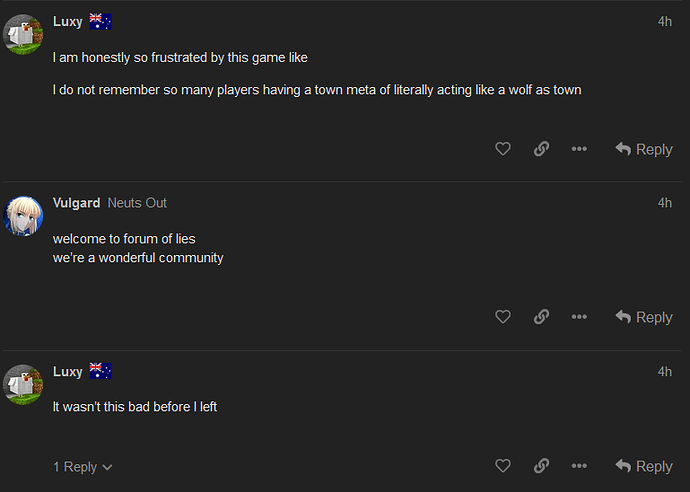 Luxy 4h
I am honestly so frustrated by this game like
I do not remember so many players having a town meta of literally acting like a wolf as town
Reply
Vulgard Neuts Out 4h
welcome to forum of lies
we're a wonderful community
Reply
Luxy 4h
It wasn't this bad before I left
1 Reply Reply